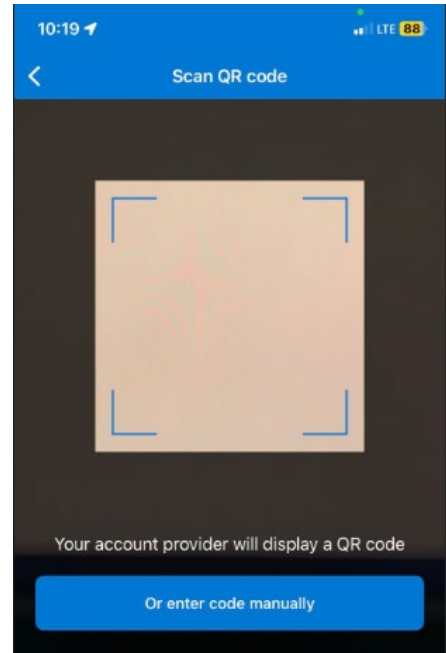 10:19
LTE 88
Scan QR code
Your account provider will display a QR code
Or enter code manually